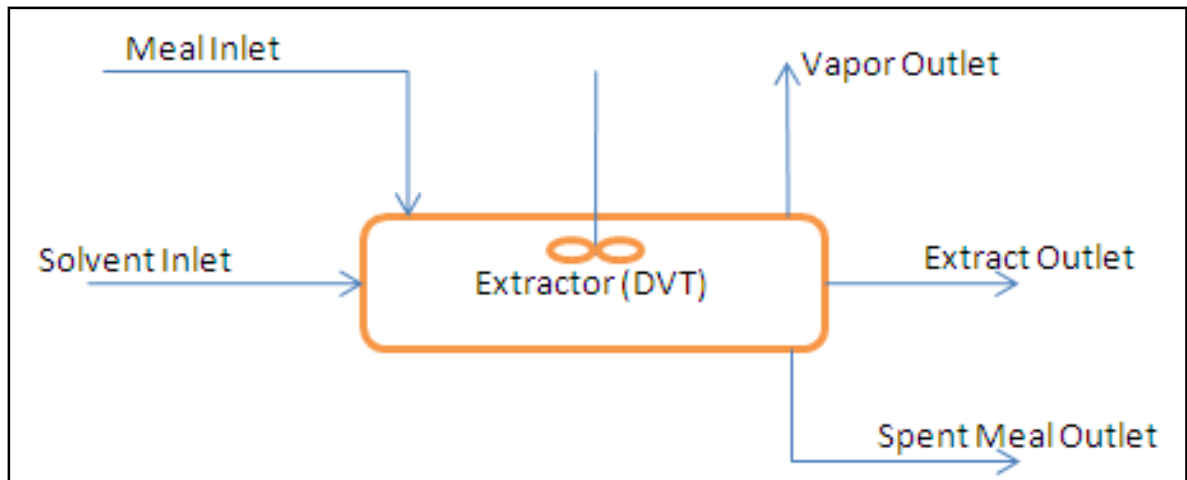 Meal Inlet
Vapor Outlet
Solvent Inlet
Extract Outlet
Extractor (DVT)
Spent Meal Outlet